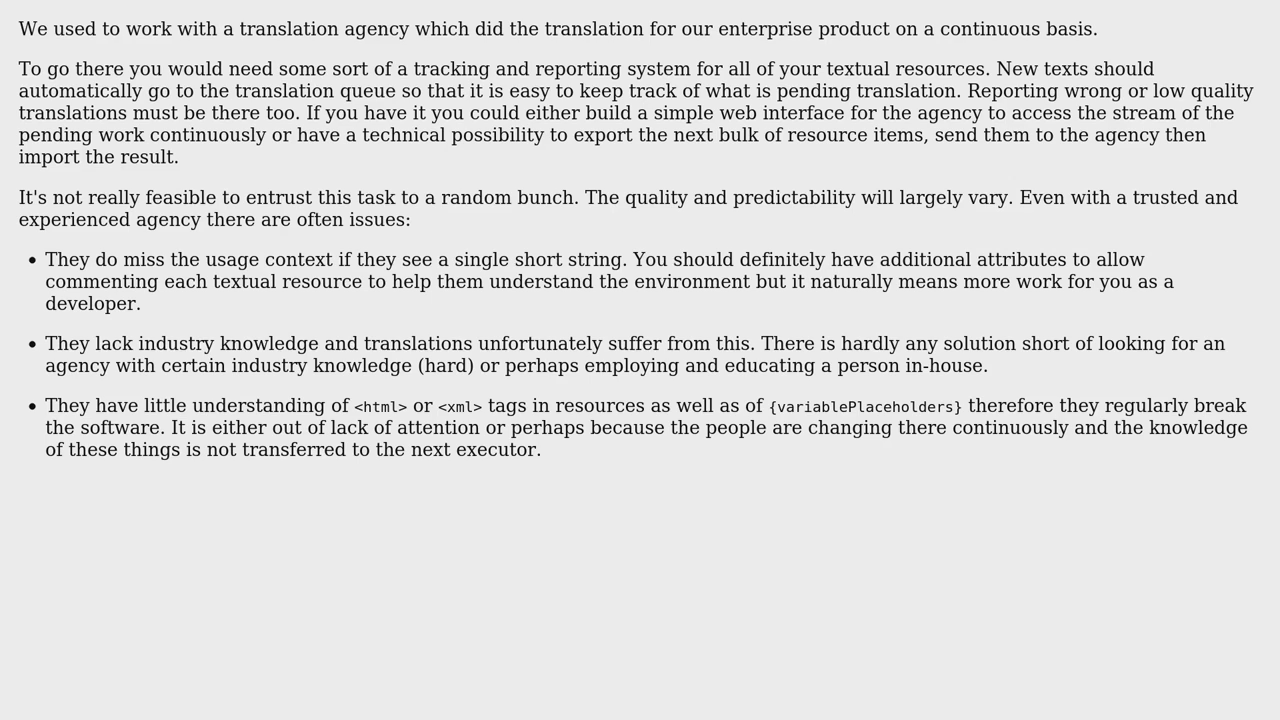 We used to work with a translation agency which did the translation for our enterprise product on a continuous basis.
To go there you would need some sort of a tracking and reporting system for all of your textual resources. New texts should
automatically go to the translation queue so that it is easy to keep track of what is pending translation. Reporting wrong or low quality
translations must be there too. If you have it you could either build a simple web interface for the agency to access the stream of the
pending work continuously or have a technical possibility to export the next bulk of resource items, send them to the agency then
import the result.
It's not really feasible to entrust this task to a random bunch. The quality and predictability will largely vary. Even with a trusted and
experienced agency there are often issues:
• They do miss the usage context if they see a single short string. You should definitely have additional attributes to allow
commenting each textual resource to help them understand the environment but it naturally means more work for you as a
developer.
• They lack industry knowledge and translations unfortunately suffer from this. There is hardly any solution short of looking for an
agency with certain industry knowledge (hard) or perhaps employing and educating a person in-house.
• They have little understanding of <html> or <xml> tags in resources as well as of {variablePlaceholders} therefore they regularly break
the software. It is either out of lack of attention or perhaps because the people are changing there continuously and the knowledge
of these things is not transferred to the next executor.